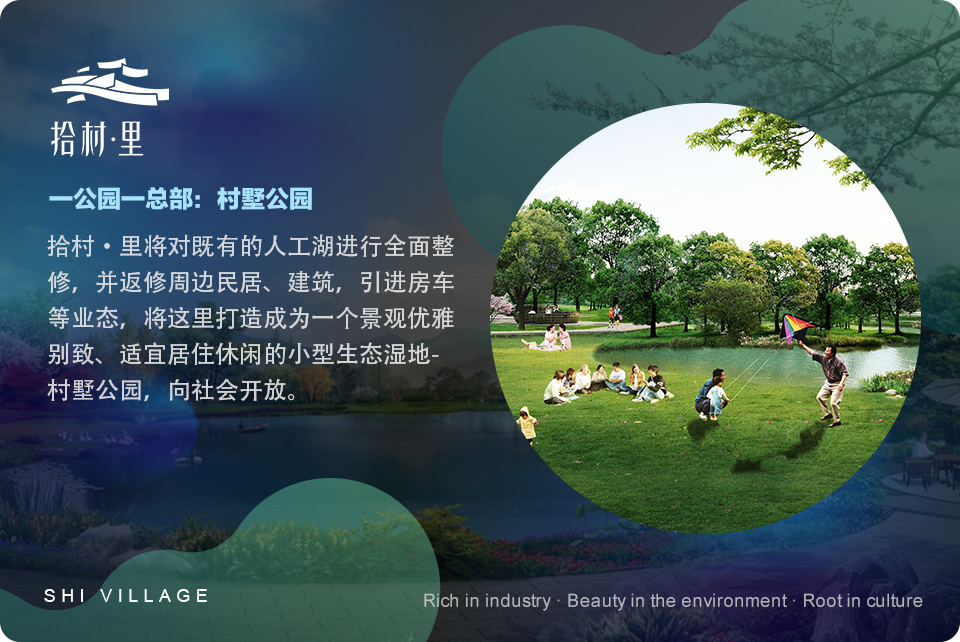 拾村·里
一公园一总部：村墅公园
拾村·里将对既有的人工湖进行全面整
修，并返修周边民居、建筑，引进房车
等业态，将这里打造成为一个景观优雅
别致、适宜居住休闲的小型生态湿地-
村墅公园，向社会开放。
SHI VILLAGE
Rich in industry · Beauty in the environment · Root in culture